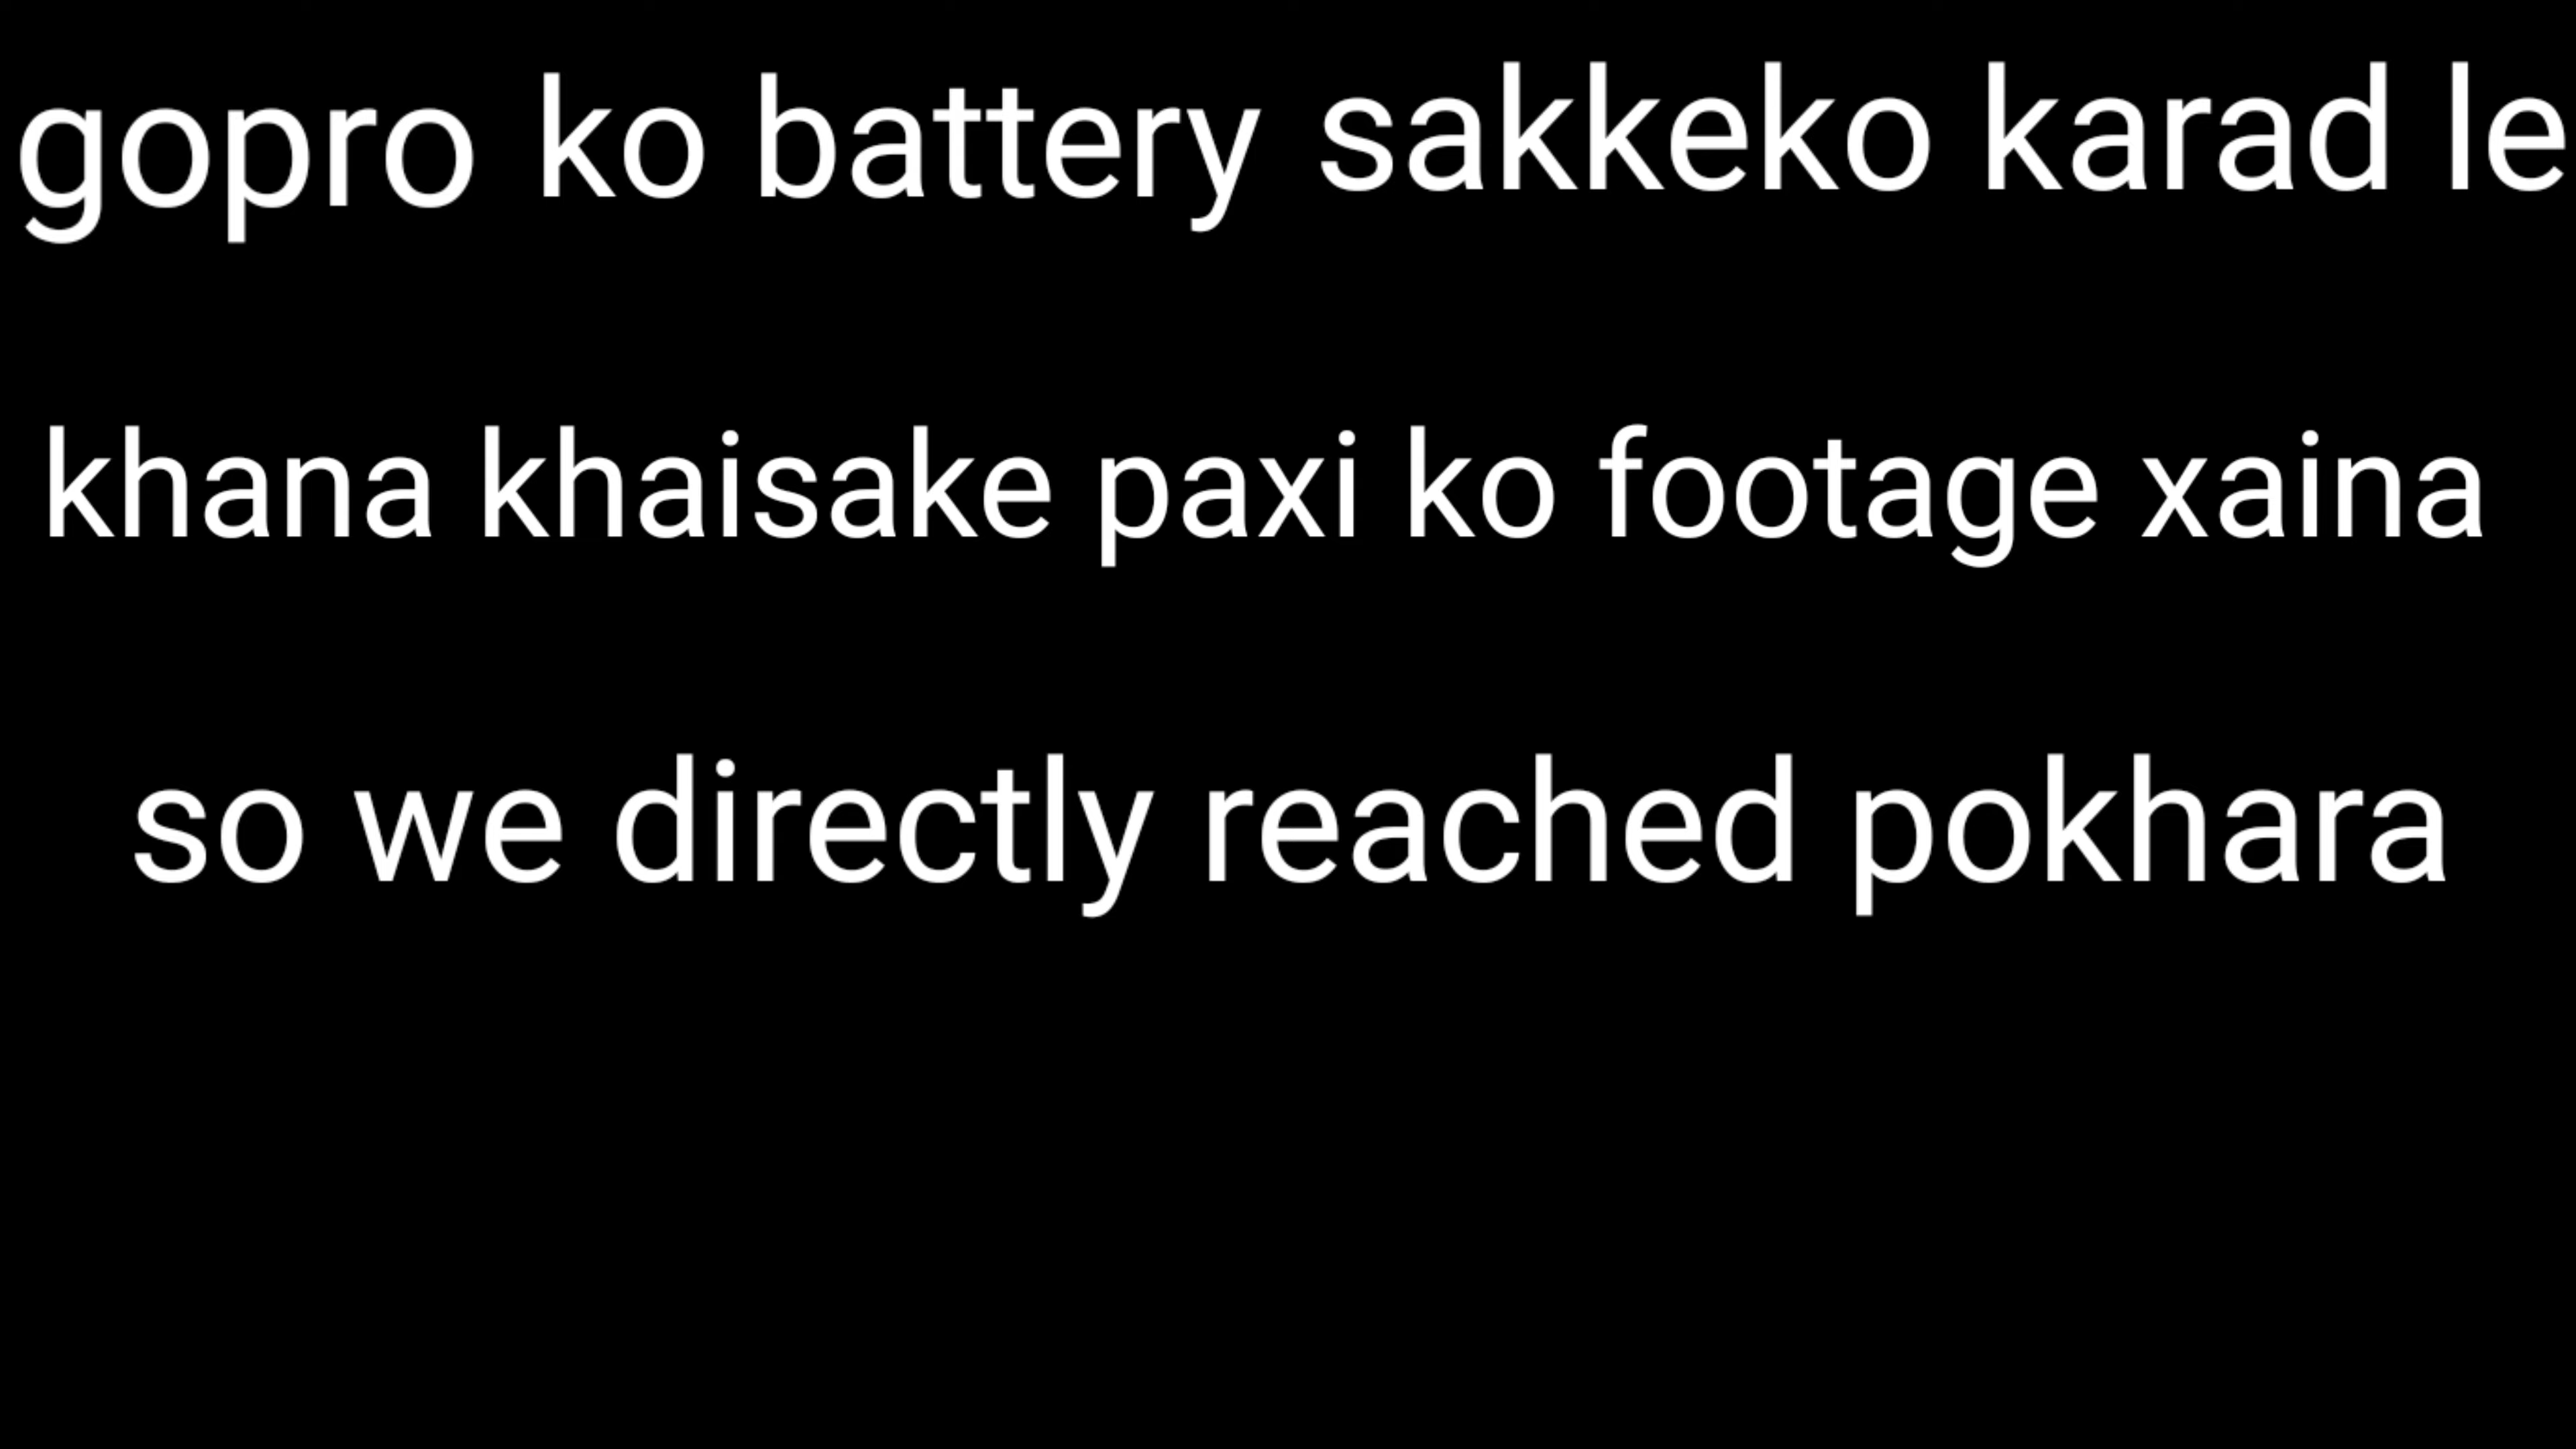 gopro ko battery sakkeko karad le
khana khaisake paxi ko footage xaina
so we directly reached pokhara